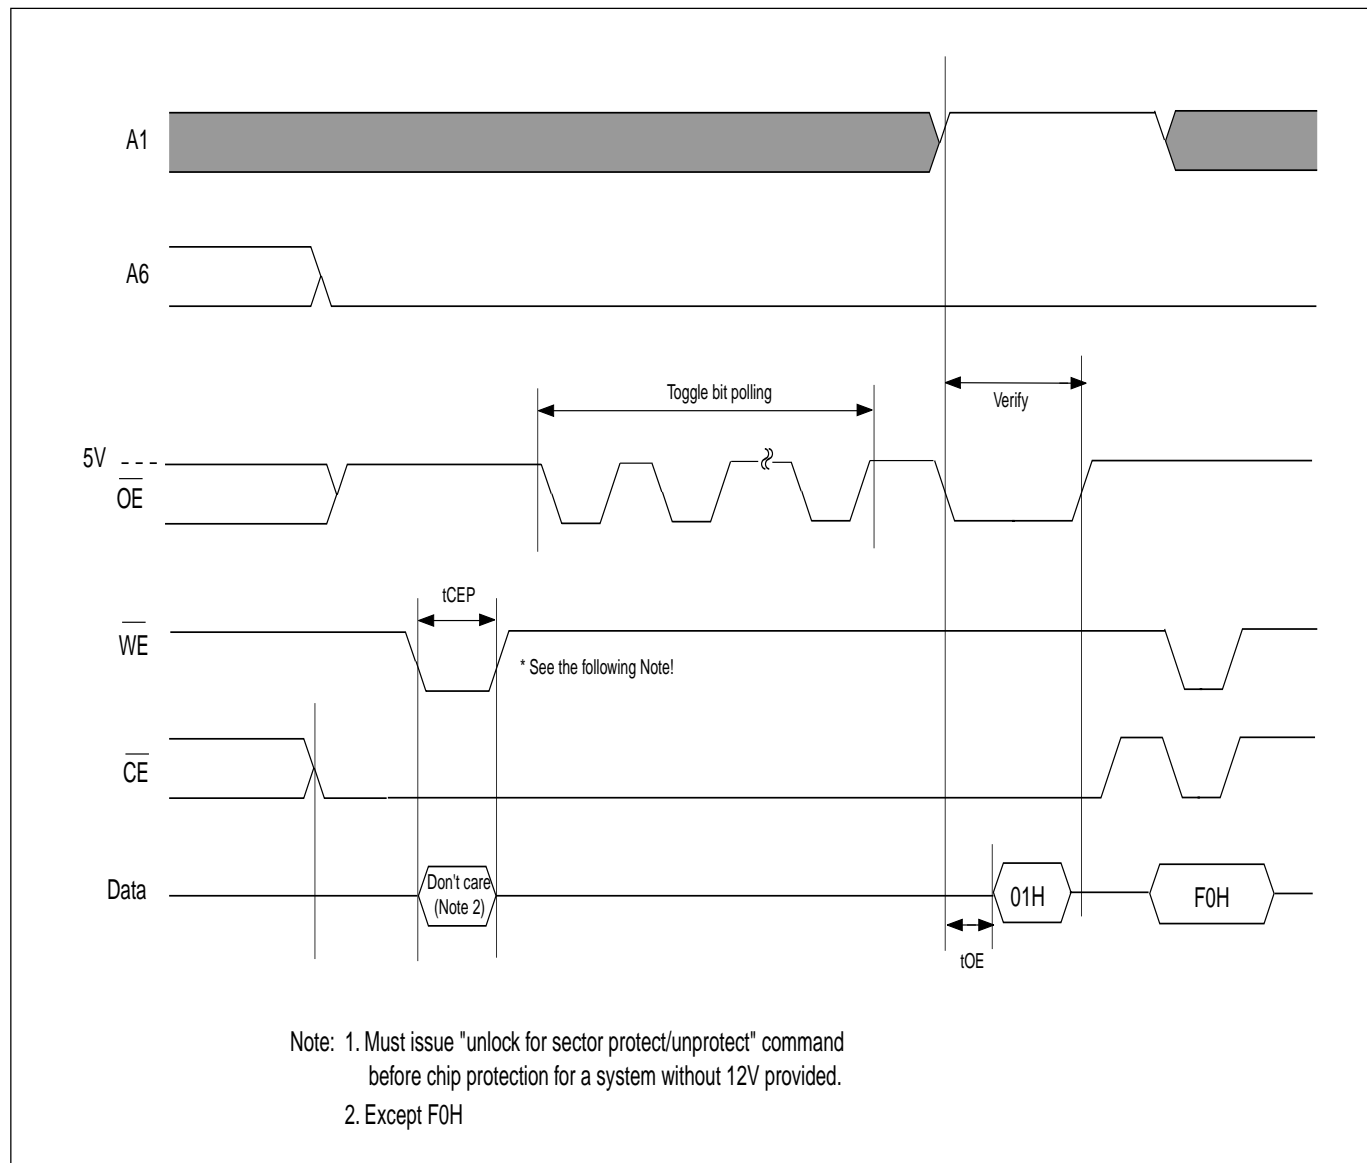 A1
A6
Toggle bit polling
Verify
5V
OE
tCEP
WE
* See the following Note!
CE
Data
Don't care
(Note 2)
01H
F0H
tOE
Note: 1. Must issue "unlock for sector protect/unprotect" command
before chip protection for a system without 12V provided.
2. Except F0H